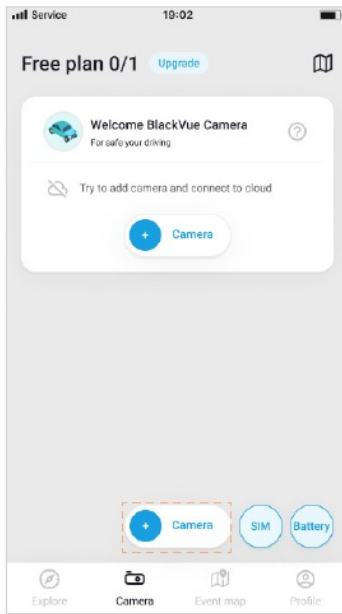 Service 19:02
Free plan 0/1 Upgrade
Welcome BlackVue Camera
For safe your driving
Try to add camera and connect to cloud
+ Camera
+ Camera SIM Battery
Explore Camera Event map Profile